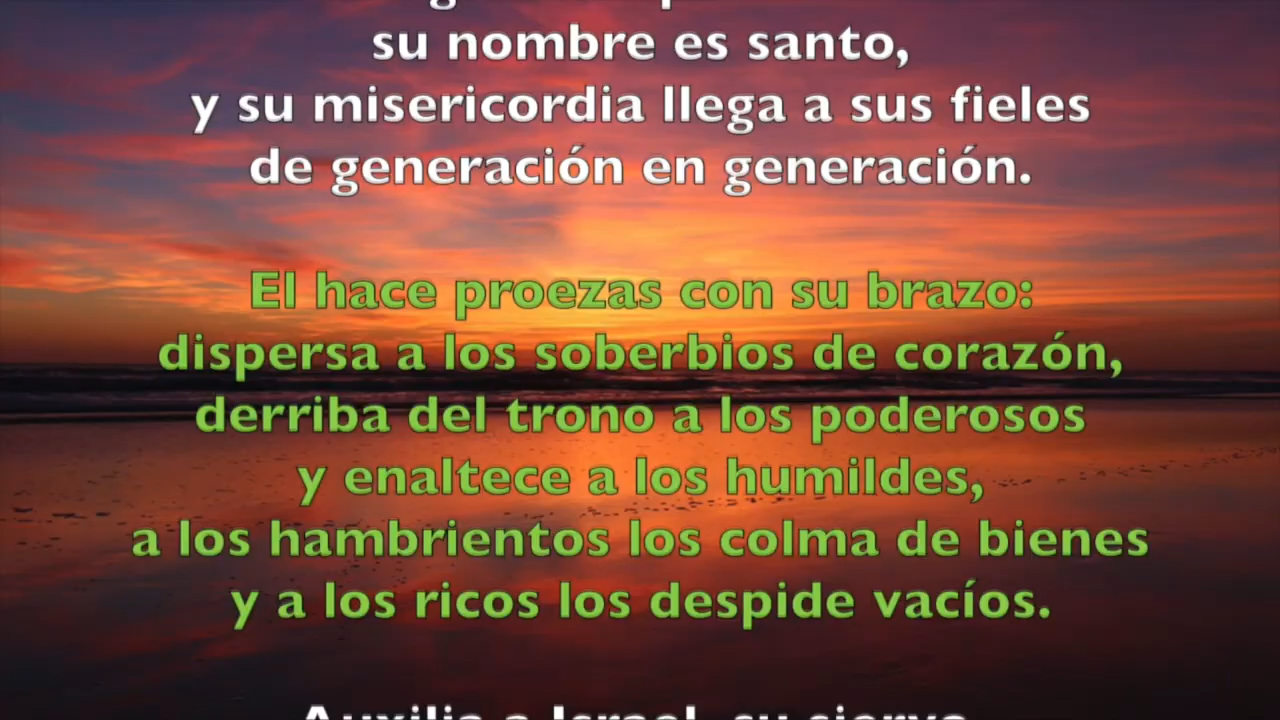 su nombre es santo,
y su misericordia llega a sus fieles
de generación en generación.
El hace proezas con su brazo:
dispersa a los soberbios de corazón,
derriba del trono a los poderosos
y enaltece a los humildes,
a los hambrientos los colma de bienes
y a los ricos los despide vacíos.
Auxilia a Israel, su siervo,